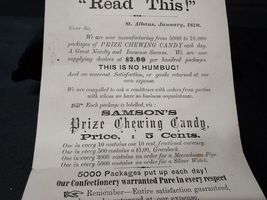 "Read This!"
St. Albans, January, 1870.
Dear Sir,
We are now manufacturing from 5000 to 10,000
packages of PRIZE CHEWING CANDY each day.
A Great Novelty and Immense Success. We are now
supplying dealers at $3.00 per hundred packages
THIS IS NO HUMBUG!
And we warrant Satisfaction, or goods returned at our
own expense.
We are compelled to ask a remittance with orders from parties
with whom we have no business acquaintance.
Each package is labelled, viz:
SAMSON'S
Prize Chewing Candy,
Price, : 5 Cents.
One in every 10 contains one 10 cent, fractional currency.
One in every 500 contains a $1,00, Greenback.
One in every 3000 contains an order for a Meerschaum Pipe.
One in every contains an order for a Silver Watch.
5000 Packages put up each day!
Our Confectionery warranted Pure in every respect
Remember—Entire satisfaction guaranteed,
at our expense.